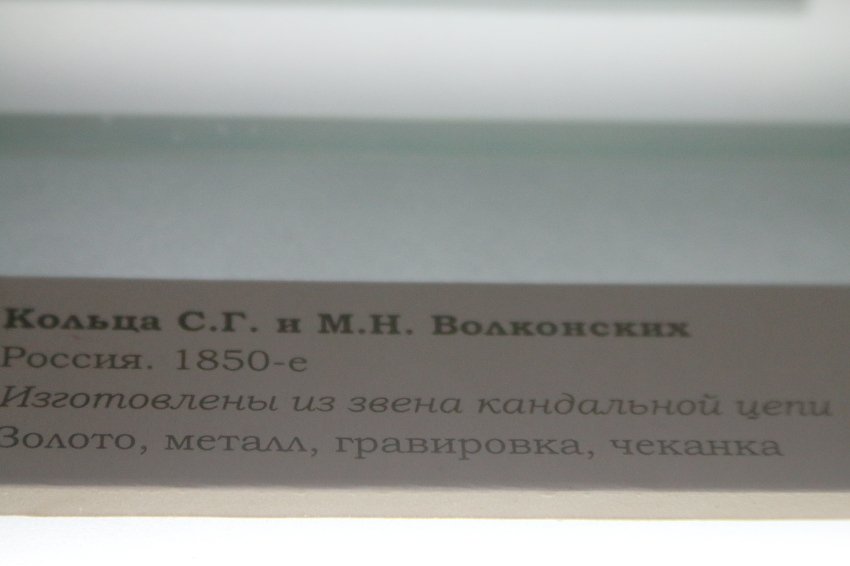 Кольца С.Г. и М.Н. Волконских
Россия. 1850-е
Изготовлены из звена кандальной цепи
Золото, металл, гравировка, чеканка